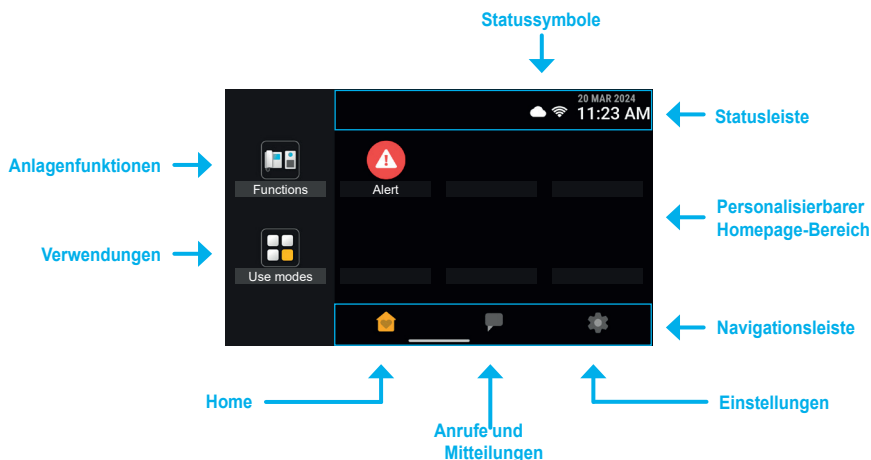 Statussymbole
20 MAR 2024
11:23 AM
Statusleiste
Anlagenfunktionen
Functions
Alert
Personalisierbarer
Homepage-Bereich
Verwendungen
Use modes
Navigationsleiste
Home
Einstellungen
Anrufe und
Mitteilungen